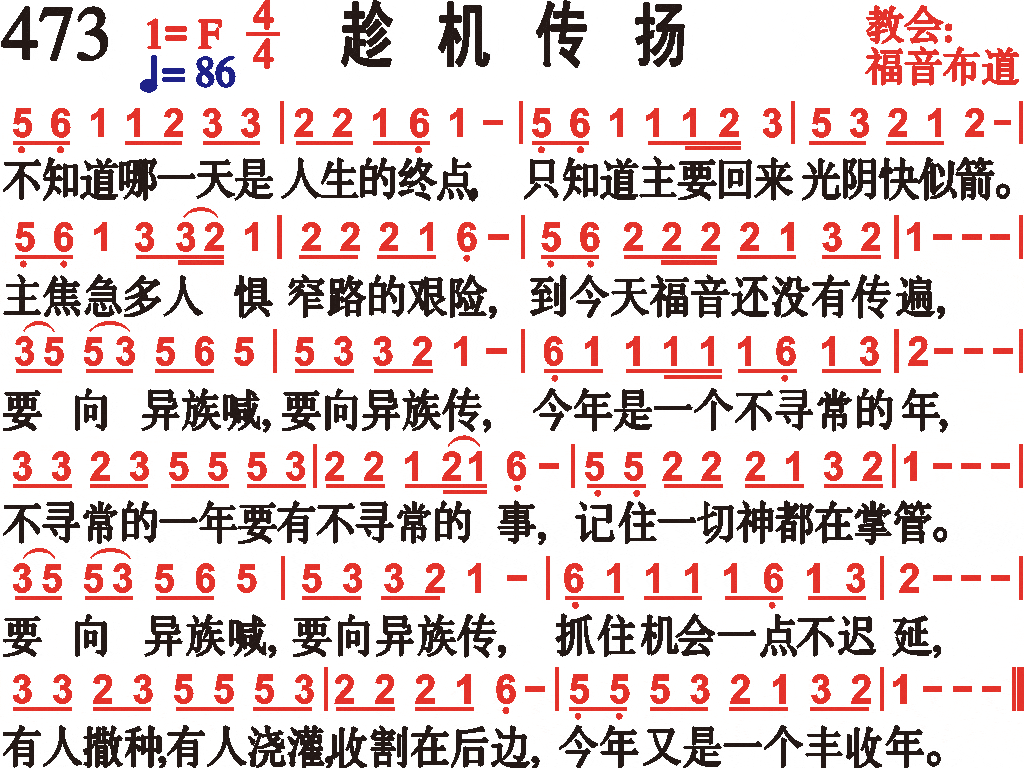 473 1=F 4/4 趁机传扬 教会:
♩=86 福音布道
5 6 1 1 2 3 3 | 2 2 1 6 1 - | 5 6 1 1 1 2 3 | 5 3 2 1 2 - |
不知道哪一天是人生的终点, 只知道主要回来光阴快似箭。
5 6 1 3 3 2 1 | 2 2 2 1 6 - | 5 6 2 2 2 2 1 3 2 | 1 - - - |
主焦急多人 惧 窄路的艰险, 到今天福音还没有传遍,
3 5 5 3 5 6 5 | 5 3 3 2 1 - | 6 1 1 1 1 1 6 1 3 | 2 - - - |
要 向 异族喊, 要向异族传, 今年是一个不寻常的年,
3 3 2 3 5 5 5 3 | 2 2 1 2 1 6 - | 5 5 2 2 2 1 3 2 | 1 - - - |
不寻常的一年要有不寻常的 事, 记住一切神都在掌管。
3 5 5 3 5 6 5 | 5 3 3 2 1 - | 6 1 1 1 1 6 1 3 | 2 - - - |
要 向 异族喊, 要向异族传, 抓住机会一点不迟 延,
3 3 2 3 5 5 5 3 | 2 2 2 1 6 - | 5 5 5 3 2 1 3 2 | 1 - - - ‖
有人撒种,有人浇灌,收割在后边, 今年又是一个丰收年。